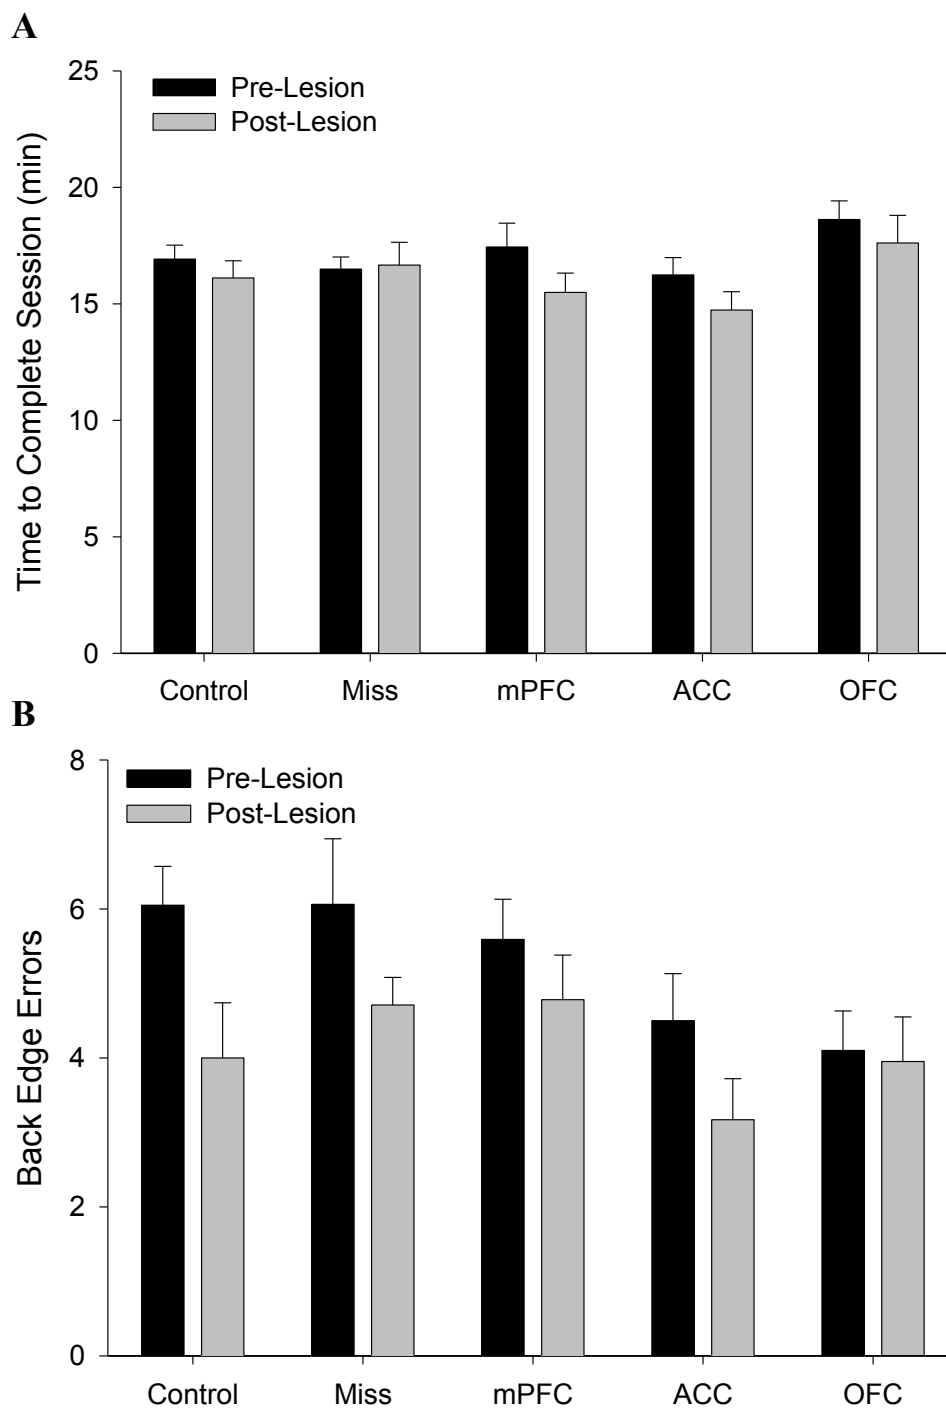 A
Time to Complete Session (min)
25
20
15
10
5
0
Pre-Lesion
Post-Lesion
Control Miss mPFC ACC OFC
B
Back Edge Errors
8
6
4
2
0
Pre-Lesion
Post-Lesion
Control Miss mPFC ACC OFC